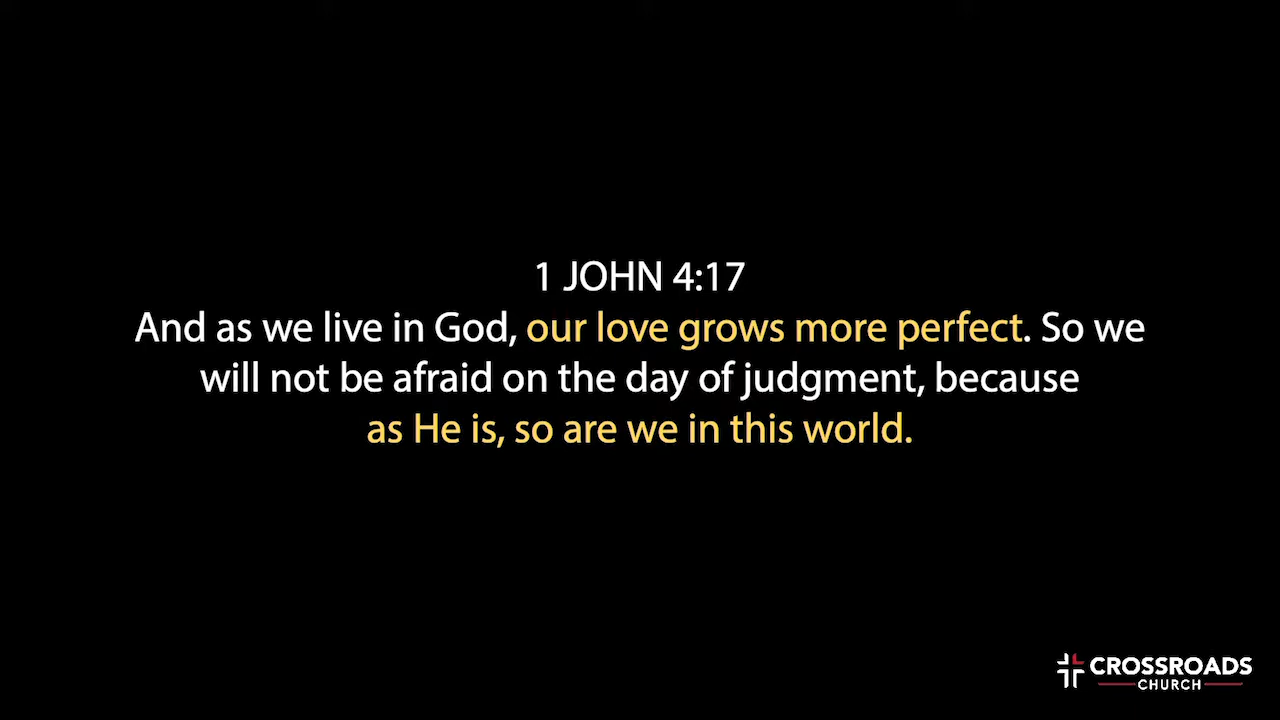 1 JOHN 4:17
And as we live in God, our love grows more perfect. So we
will not be afraid on the day of judgment, because
as He is, so are we in this world.
CROSSROADS
CHURCH